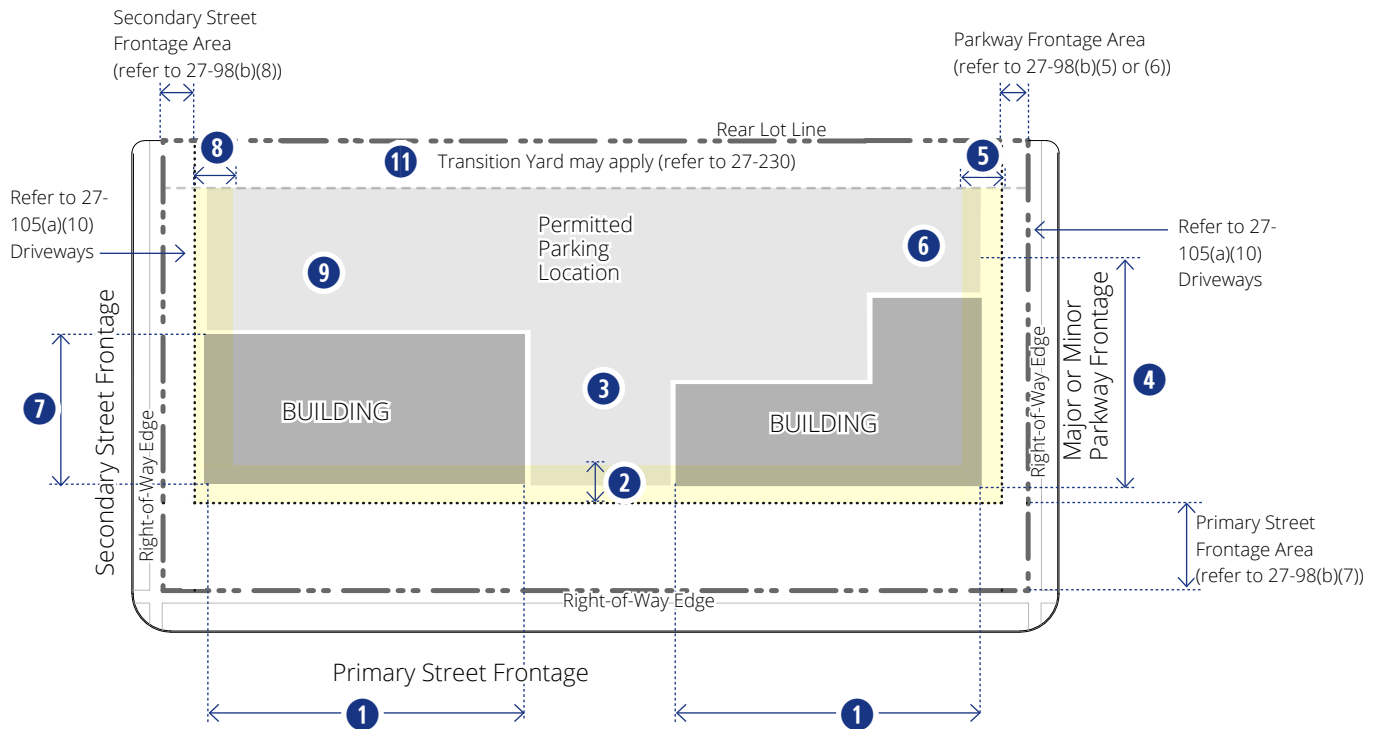 Secondary Street
Frontage Area
(refer to 27-98(b)(8))
Parkway Frontage Area
(refer to 27-98(b)(5) or (6))
Rear Lot Line
8
11
Transition Yard may apply (refer to 27-230)
5
Refer to 27-
105(a)(10)
Driveways
Permitted
Parking
Location
6
Refer to 27-
105(a)(10)
Driveways
9
Secondary Street Frontage
Right-of-Way Edge
7
BUILDING
3
BUILDING
Right-of-Way Edge
Major or Minor
Parkway Frontage
4
2
Primary Street
Frontage Area
(refer to 27-98(b)(7))
Right-of-Way Edge
Primary Street Frontage
1
1